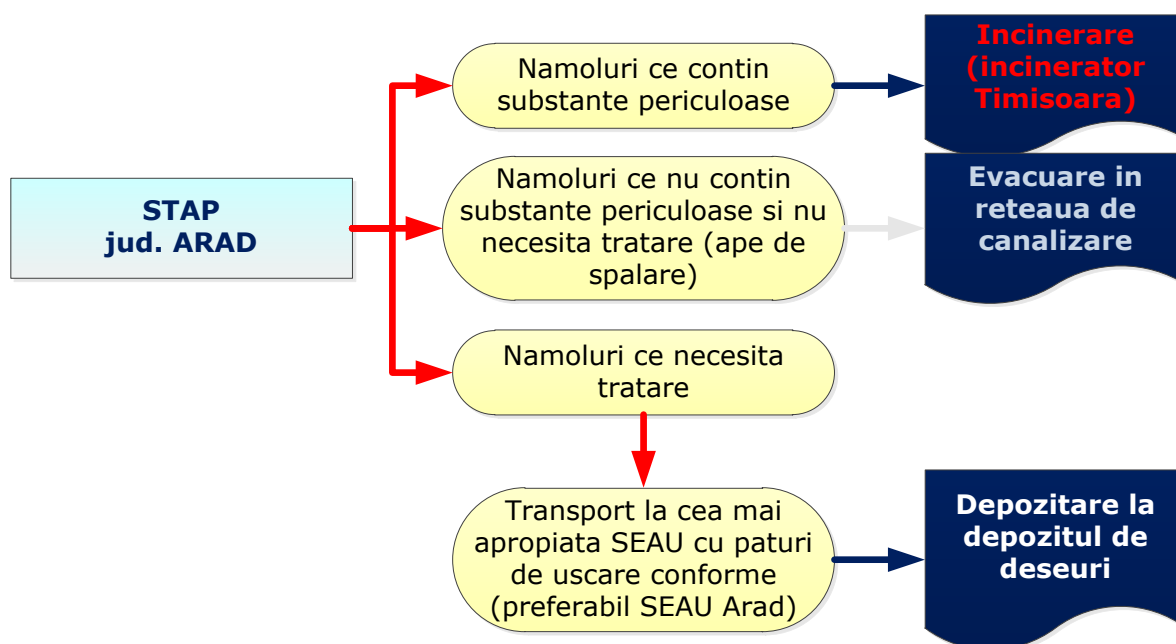 STAP
jud. ARAD
Namoluri ce contin
substante periculoase
Incinerare
(incinerator
Timisoara)
Namoluri ce nu contin
substante periculoase si nu
necesita tratare (ape de
spalare)
Evacuare in
reteaua de
canalizare
Namoluri ce necesita
tratare
Transport la cea mai
apropiata SEAU cu paturi
de uscare conforme
(preferabil SEAU Arad)
Depozitare la
depozitul de
deseuri